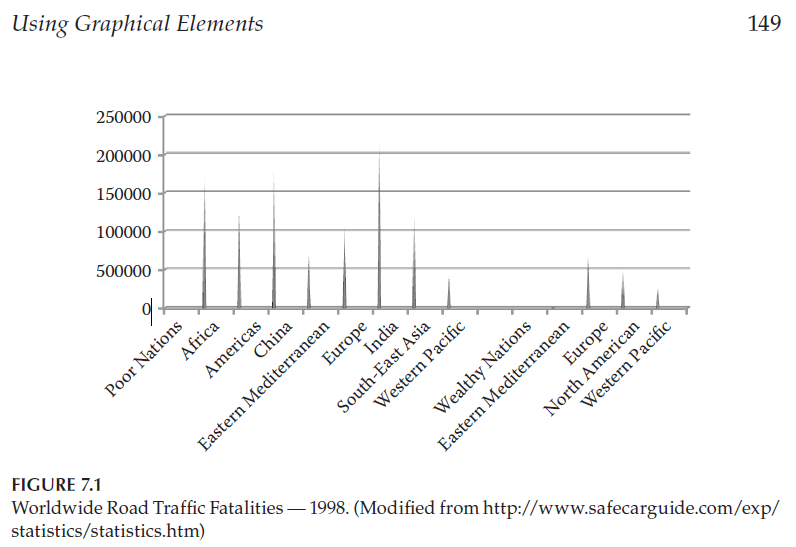 Using Graphical Elements 149
250000
200000
150000
100000
500000
0
Poor Nations
Africa
Americas
China
Eastern Mediterranean
Europe
India
South-East Asia
Western Pacific
Wealthy Nations
Eastern Mediterranean
Europe
North American
Western Pacific
FIGURE 7.1
Worldwide Road Traffic Fatalities — 1998. (Modified from http://www.safecarguide.com/exp/
statistics/statistics.htm)